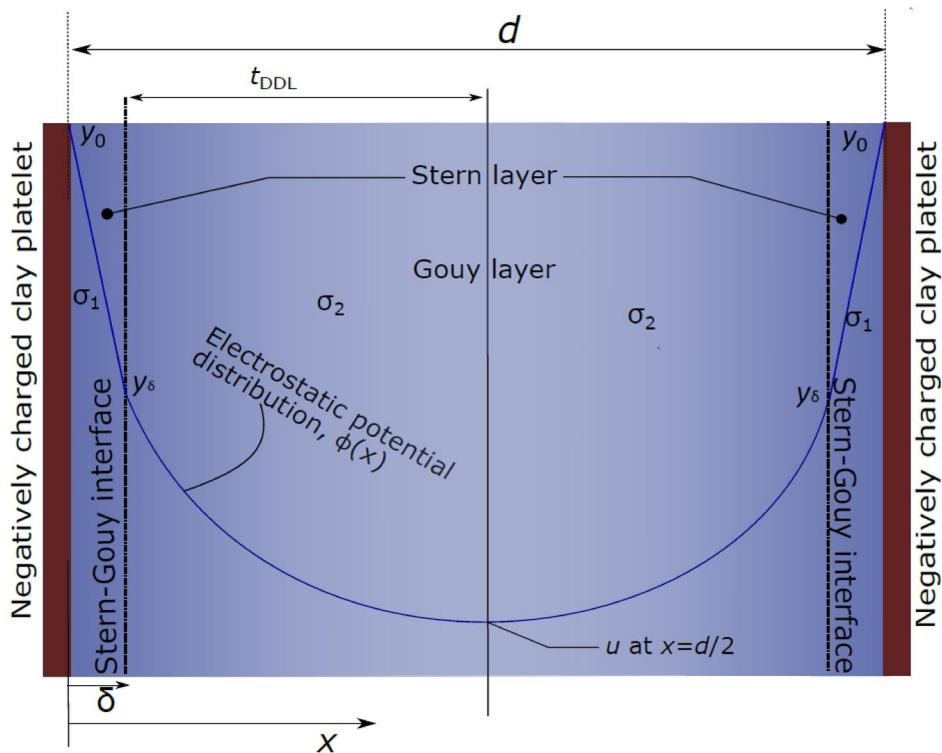 d
t_DDL
Negatively charged clay platelet
y₀
y₀
Stern layer
Gouy layer
σ₁
σ₂
σ₂
σ₁
Electrostatic potential
distribution, ϕ(x)
yδ
yδ
Stern-Gouy interface
Stern-Gouy interface
Negatively charged clay platelet
u at x=d/2
δ
x